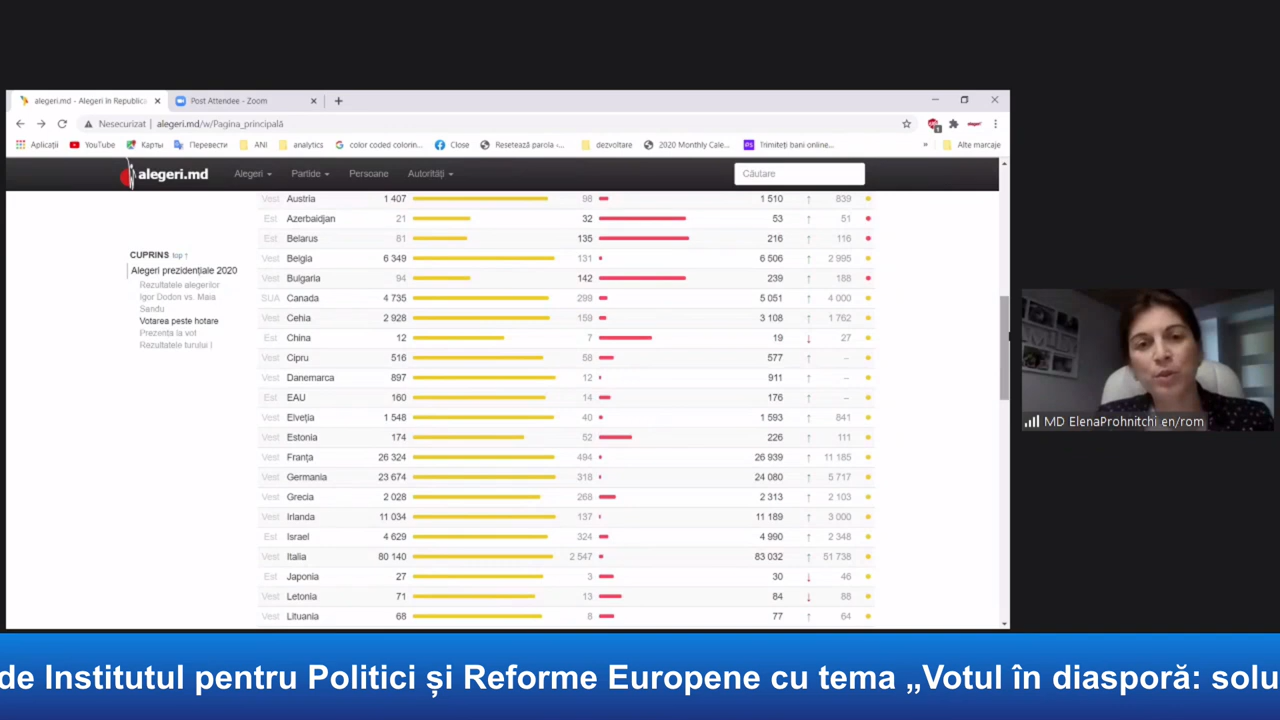 alegeri.md - Alegeri în Republica
Post Attendee - Zoom
Nesecurizat
alegeri.md/w/Pagina_principală
Aplicații
YouTube
Карты
Перевести
ANI
analytics
color coded colorin...
Close
Resetează parola -...
dezvoltare
2020 Monthly Cale...
Trimiteți bani online...
»
Alte marcaje
alegeri.md
Alegeri
Partide
Persoane
Autorități
Căutare
CUPRINS top ↑
Alegeri prezidențiale 2020
Rezultatele alegerilor
Igor Dodon vs. Maia
Sandu
Votarea peste hotare
Prezența la vot
Rezultatele turului I
Vest Austria 1 407 98 1 510 ↑ 839
Est Azerbaidjan 21 32 53 ↑ 51
Est Belarus 81 135 216 ↑ 116
Vest Belgia 6 349 131 6 506 ↑ 2 995
Vest Bulgaria 94 142 239 ↑ 188
SUA Canada 4 735 299 5 051 ↑ 4 000
Vest Cehia 2 928 159 3 108 ↑ 1 762
Est China 12 7 19 ↓ 27
Vest Cipru 516 58 577 ↑ –
Vest Danemarca 897 12 911 ↑ –
Est EAU 160 14 176 ↑ –
Vest Elveția 1 548 40 1 593 ↑ 841
Vest Estonia 174 52 226 ↑ 111
Vest Franța 26 324 494 26 939 ↑ 11 185
Vest Germania 23 674 318 24 080 ↑ 5 717
Vest Grecia 2 028 268 2 313 ↑ 2 103
Vest Irlanda 11 034 137 11 189 ↑ 3 000
Est Israel 4 629 324 4 990 ↑ 2 348
Vest Italia 80 140 2 547 83 032 ↑ 51 738
Est Japonia 27 3 30 ↓ 46
Vest Letonia 71 13 84 ↓ 88
Vest Lituania 68 8 77 ↑ 64
MD ElenaProhnitchi en/rom
de Institutul pentru Politici și Reforme Europene cu tema „Votul în diasporă: solu